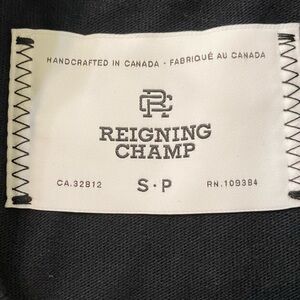 HANDCRAFTED IN CANADA · FABRIQUÉ AU CANADA
RC
REIGNING
CHAMP
CA.32812 S·P RN.109384